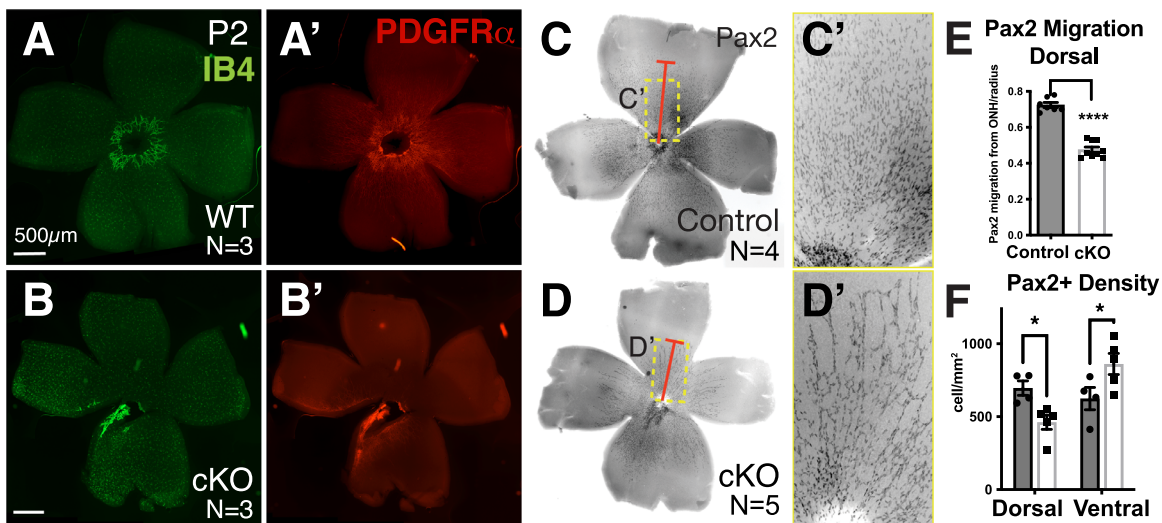 A
P2
IB4
WT
N=3
500µm
A'
PDGFRα
B
cKO
N=3
B'
C
Pax2
C'
Control
N=4
C'
D
D'
cKO
N=5
D'
E
Pax2 Migration
Dorsal
Pax2 migration from ONH/radius
0.8
0.6
0.4
0.2
0.0
****
Control cKO
F
Pax2+ Density
cell/mm²
1000
500
0
*
*
Dorsal Ventral